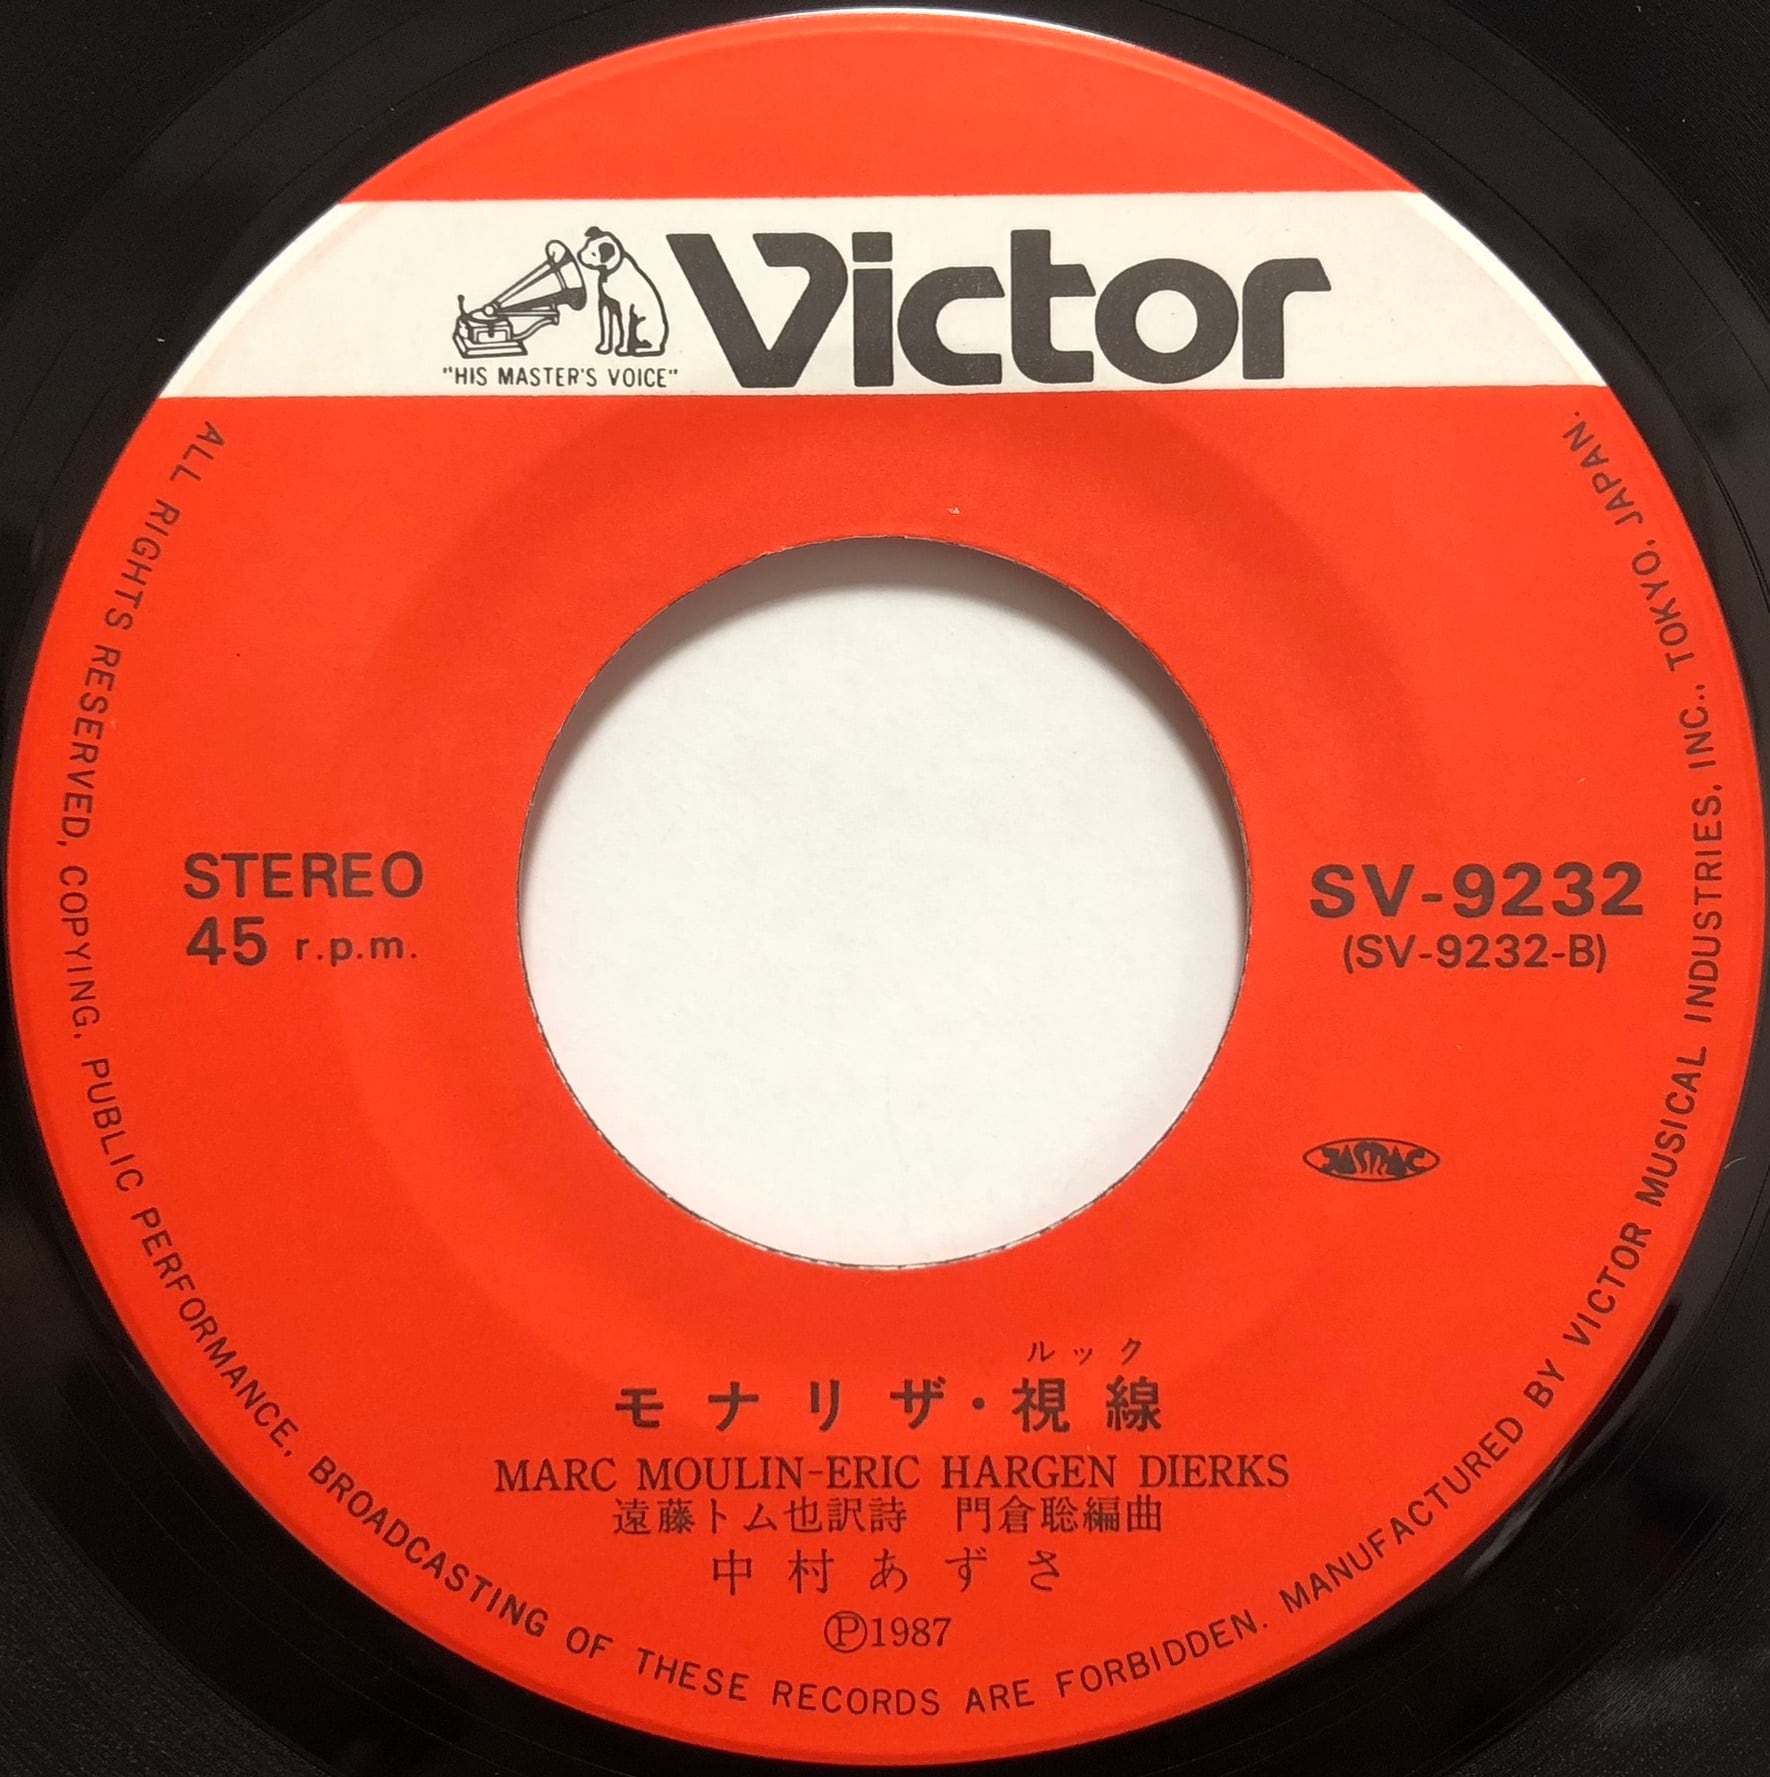 "HIS MASTER'S VOICE"
Victor
STEREO
45 r.p.m.
SV-9232
(SV-9232-B)
JASRAC
ルック
モナリザ・視線
MARC MOULIN-ERIC HARGEN DIERKS
遠藤トム也訳詩 門倉聡編曲
中村あずさ
Ⓟ1987
ALL RIGHTS RESERVED, COPYING, PUBLIC PERFORMANCE, BROADCASTING OF THESE RECORDS ARE FORBIDDEN. MANUFACTURED BY VICTOR MUSICAL INDUSTRIES, INC., TOKYO, JAPAN.